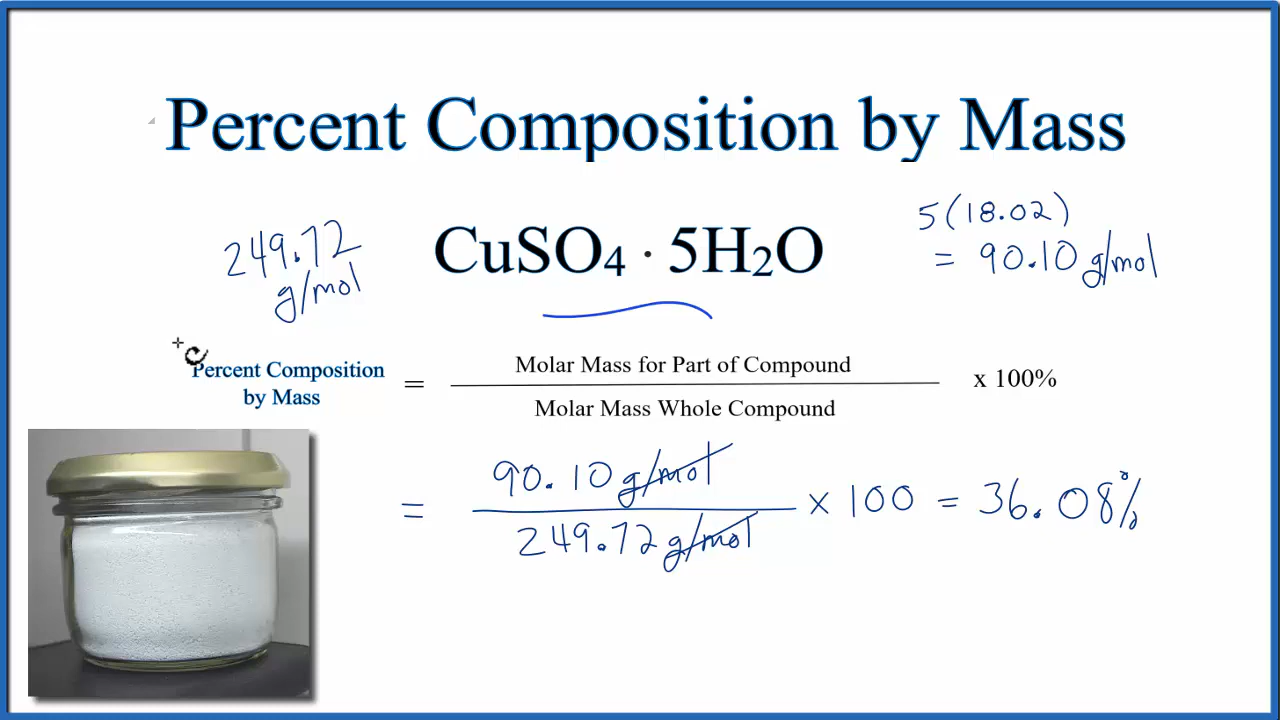 Percent Composition by Mass
249.72
g/mol
CuSO₄ · 5H₂O
5(18.02)
= 90.10 g/mol
Percent Composition
by Mass
=
Molar Mass for Part of Compound
Molar Mass Whole Compound
x 100%
=
90.10 g/mol
249.72 g/mol
x 100 = 36.08%